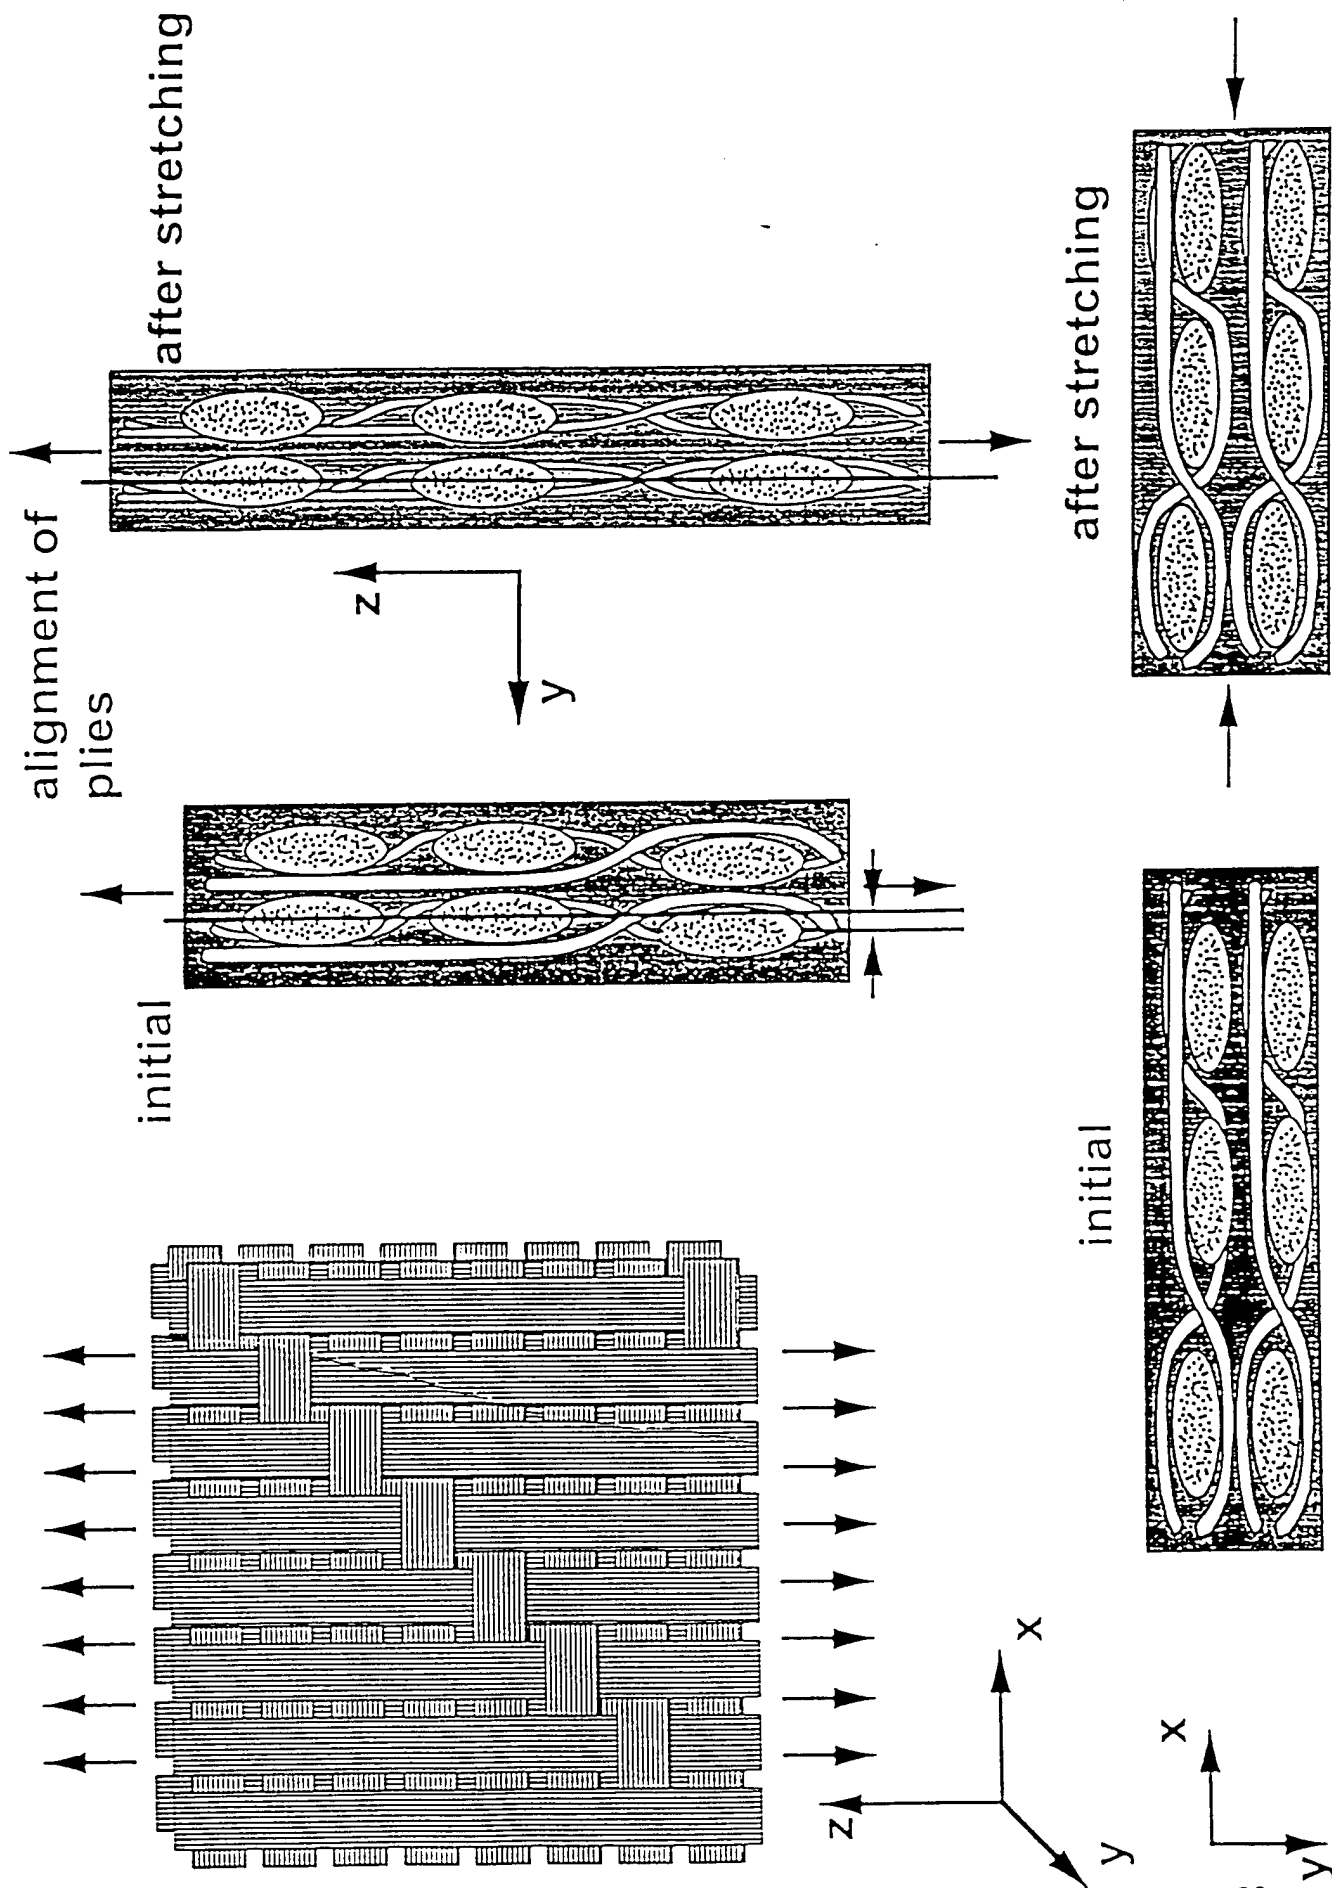 alignment of
plies
after stretching
initial
z
y
after stretching
initial
z
x
y
x
y